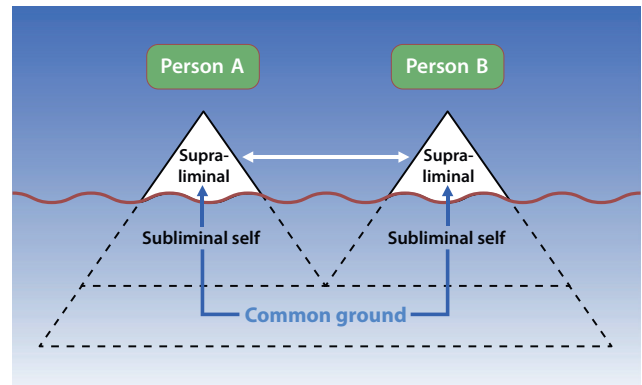 Person A
Person B
Supra-
liminal
Supra-
liminal
Subliminal self
Subliminal self
Common ground